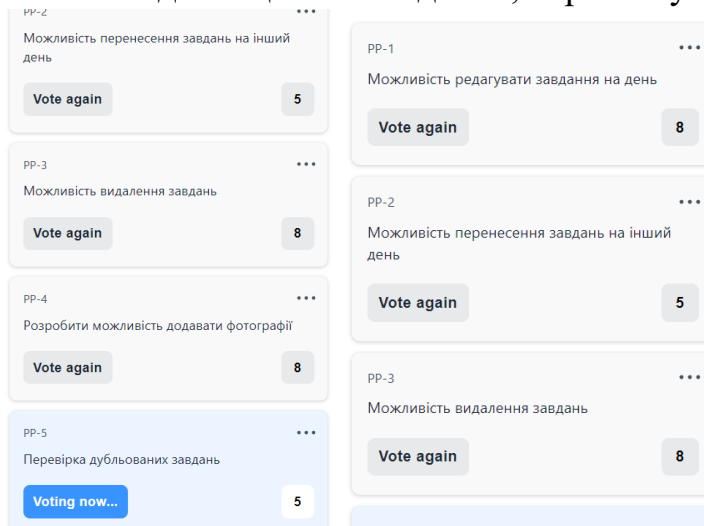 PP-2
Можливість перенесення завдань на інший
день
Vote again
5
PP-3
Можливість видалення завдань
Vote again
8
PP-4
Розробити можливість додавати фотографії
Vote again
8
PP-5
Перевірка дубльованих завдань
Voting now...
5
PP-1
Можливість редагувати завдання на день
Vote again
8
PP-2
Можливість перенесення завдань на інший
день
Vote again
5
PP-3
Можливість видалення завдань
Vote again
8